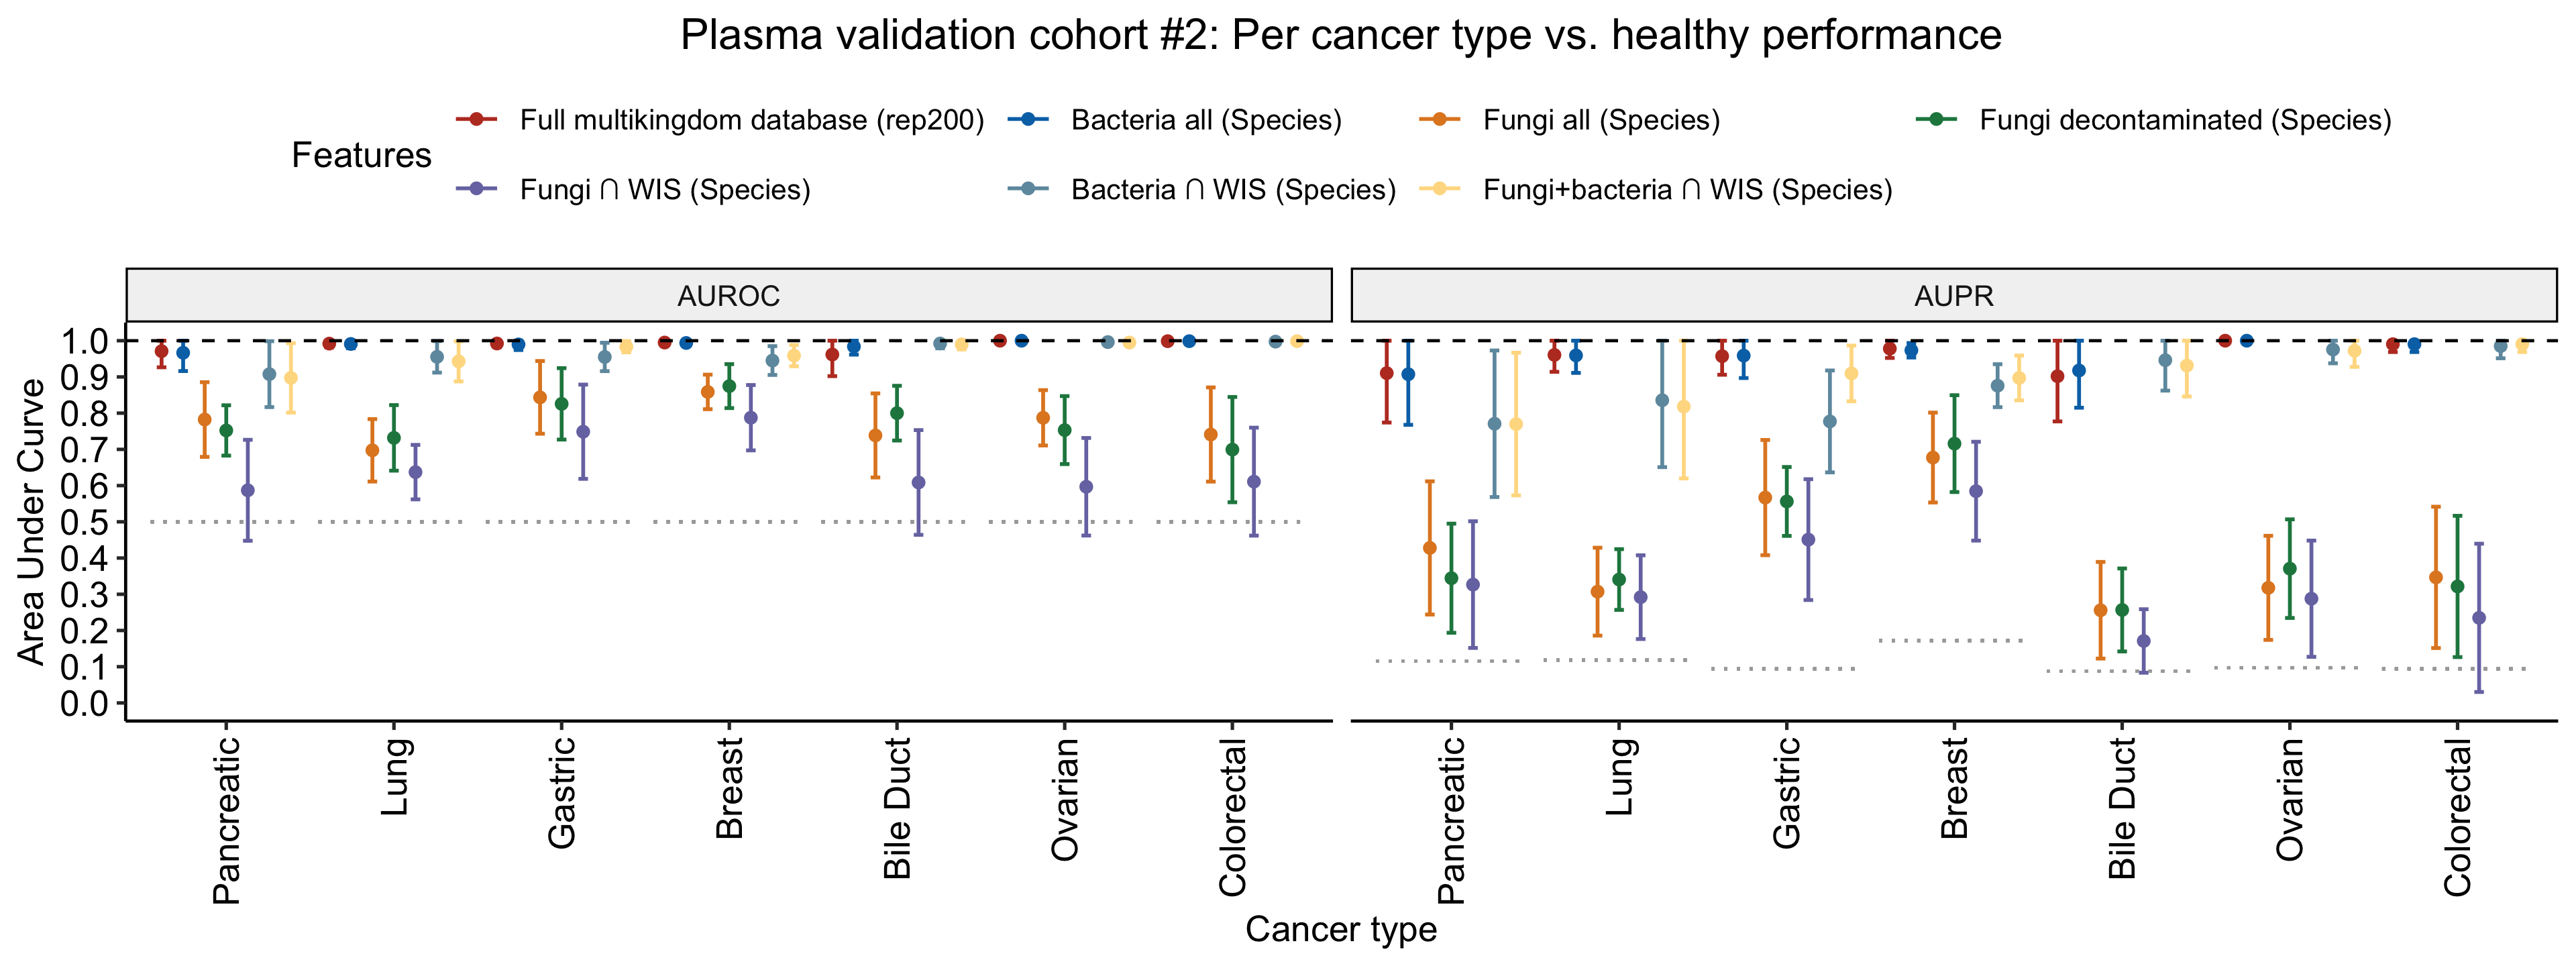 Plasma validation cohort #2: Per cancer type vs. healthy performance
Features
Full multikingdom database (rep200)
Bacteria all (Species)
Fungi all (Species)
Fungi decontaminated (Species)
Fungi ∩ WIS (Species)
Bacteria ∩ WIS (Species)
Fungi+bacteria ∩ WIS (Species)
AUROC
AUPR
Area Under Curve
1.0
0.9
0.8
0.7
0.6
0.5
0.4
0.3
0.2
0.1
0.0
Pancreatic
Lung
Gastric
Breast
Bile Duct
Ovarian
Colorectal
Pancreatic
Lung
Gastric
Breast
Bile Duct
Ovarian
Colorectal
Cancer type